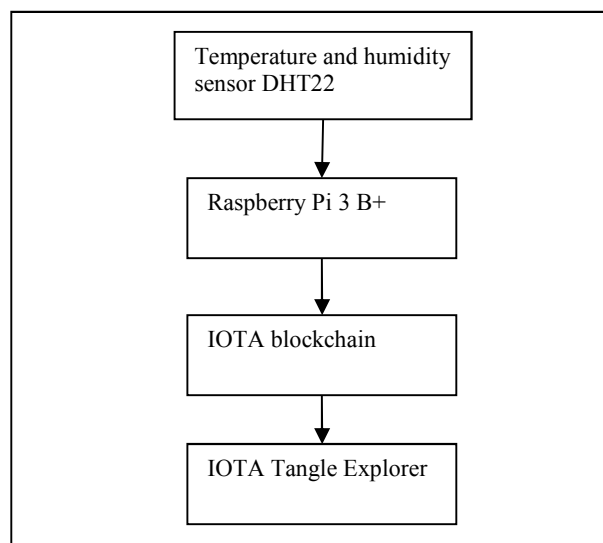 Temperature and humidity
sensor DHT22
Raspberry Pi 3 B+
IOTA blockchain
IOTA Tangle Explorer